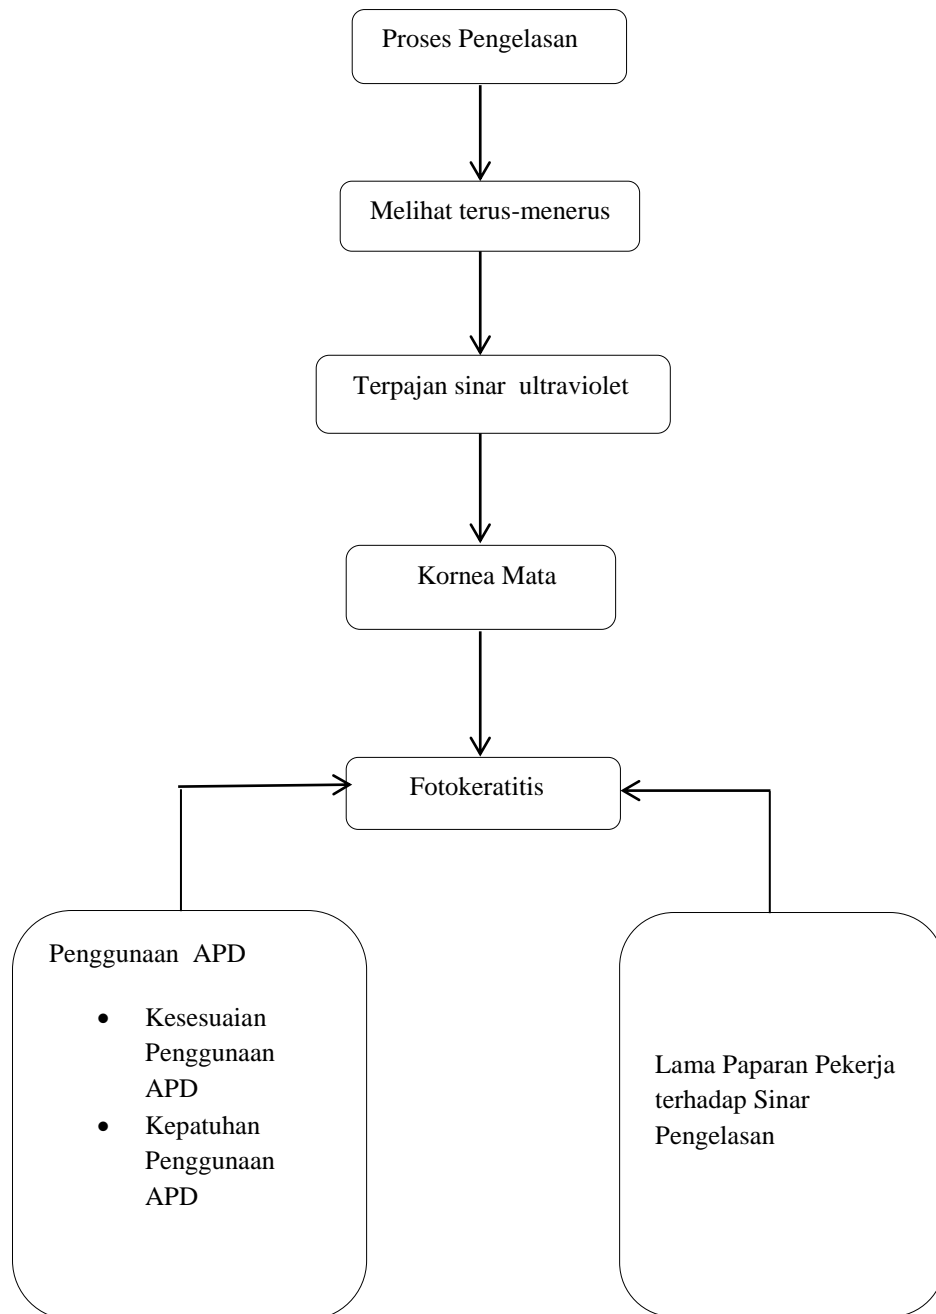 Proses Pengelasan
Melihat terus-menerus
Terpajan sinar ultraviolet
Kornea Mata
Fotokeratitis
Penggunaan APD
• Kesesuaian
Penggunaan
APD
• Kepatuhan
Penggunaan
APD
Lama Paparan Pekerja
terhadap Sinar
Pengelasan